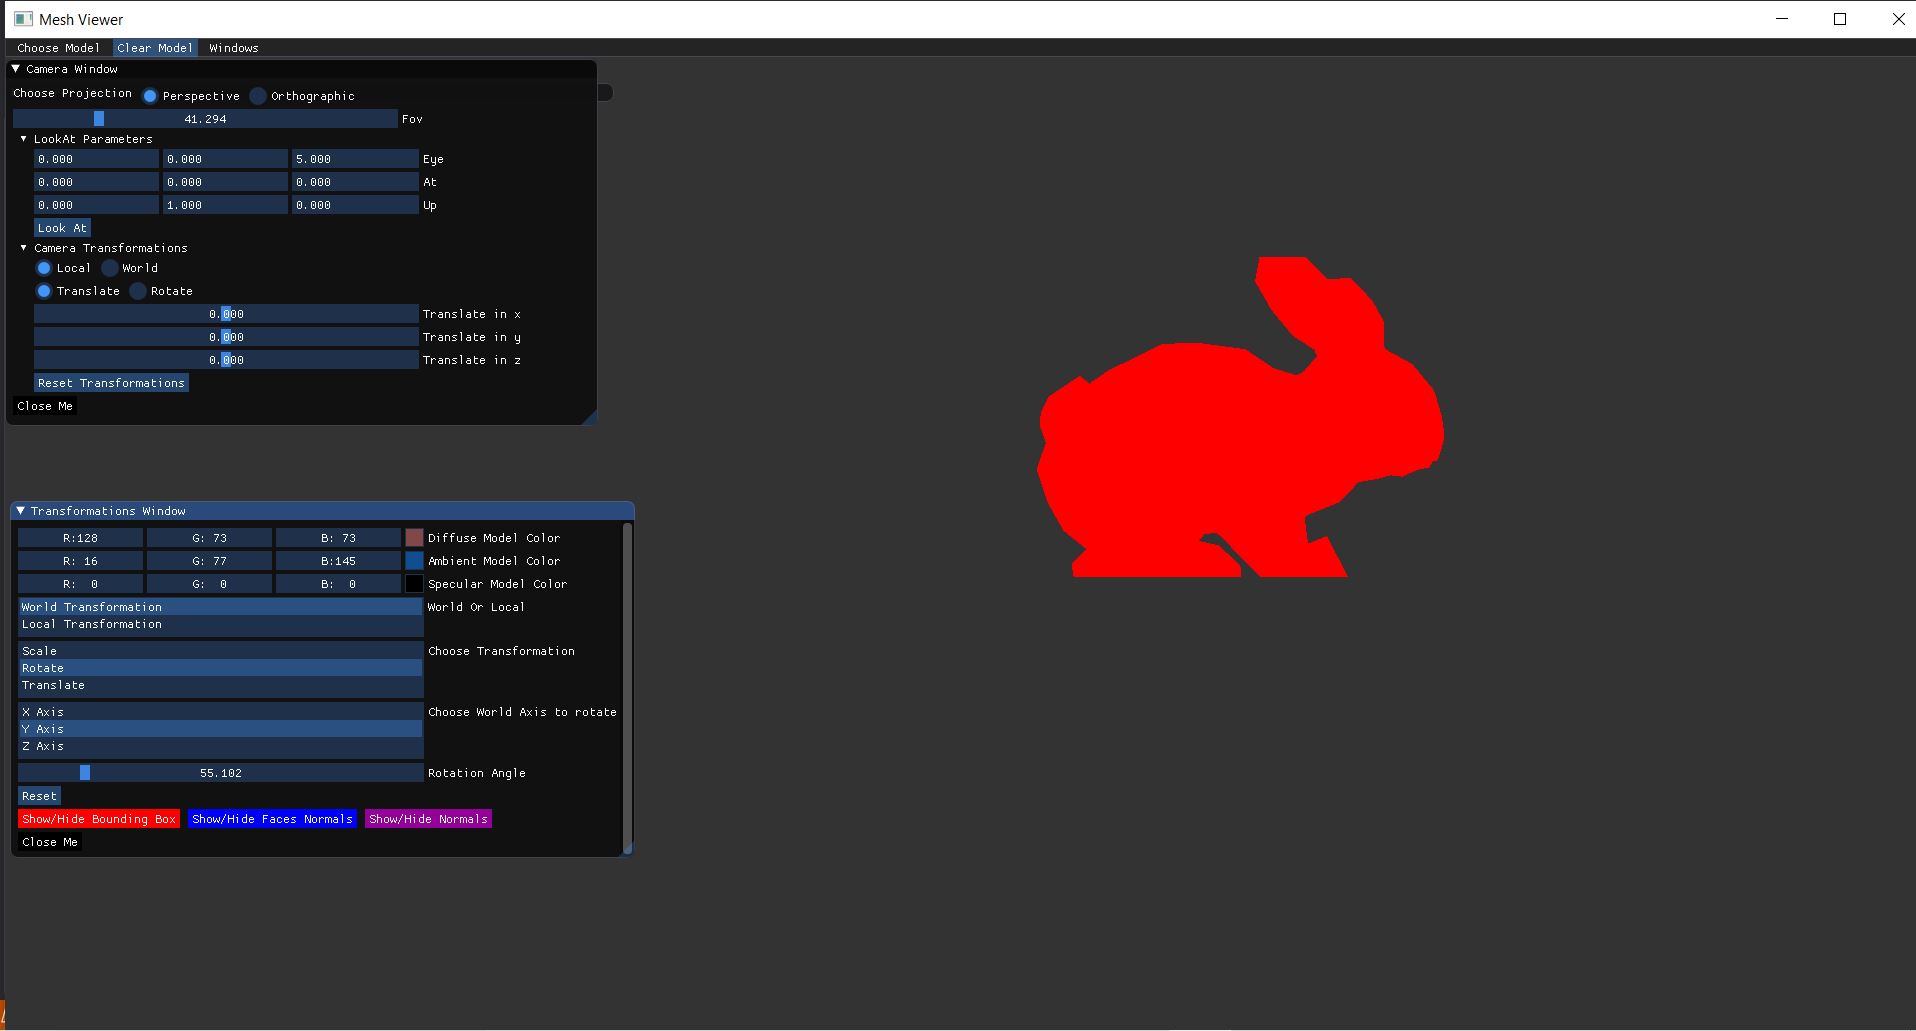 Mesh Viewer
Choose Model Clear Model Windows
Camera Window
Choose Projection Perspective Orthographic
41.294 Fov
LookAt Parameters
0.000 0.000 5.000 Eye
0.000 0.000 0.000 At
0.000 1.000 0.000 Up
Look At
Camera Transformations
Local World
Translate Rotate
0.000 Translate in x
0.000 Translate in y
0.000 Translate in z
Reset Transformations
Close Me
Transformations Window
R:128 G: 73 B: 73 Diffuse Model Color
R: 16 G: 77 B:145 Ambient Model Color
R: 0 G: 0 B: 0 Specular Model Color
World Transformation World Or Local
Local Transformation
Scale Choose Transformation
Rotate
Translate
X Axis Choose World Axis to rotate
Y Axis
Z Axis
55.102 Rotation Angle
Reset
Show/Hide Bounding Box Show/Hide Faces Normals Show/Hide Normals
Close Me